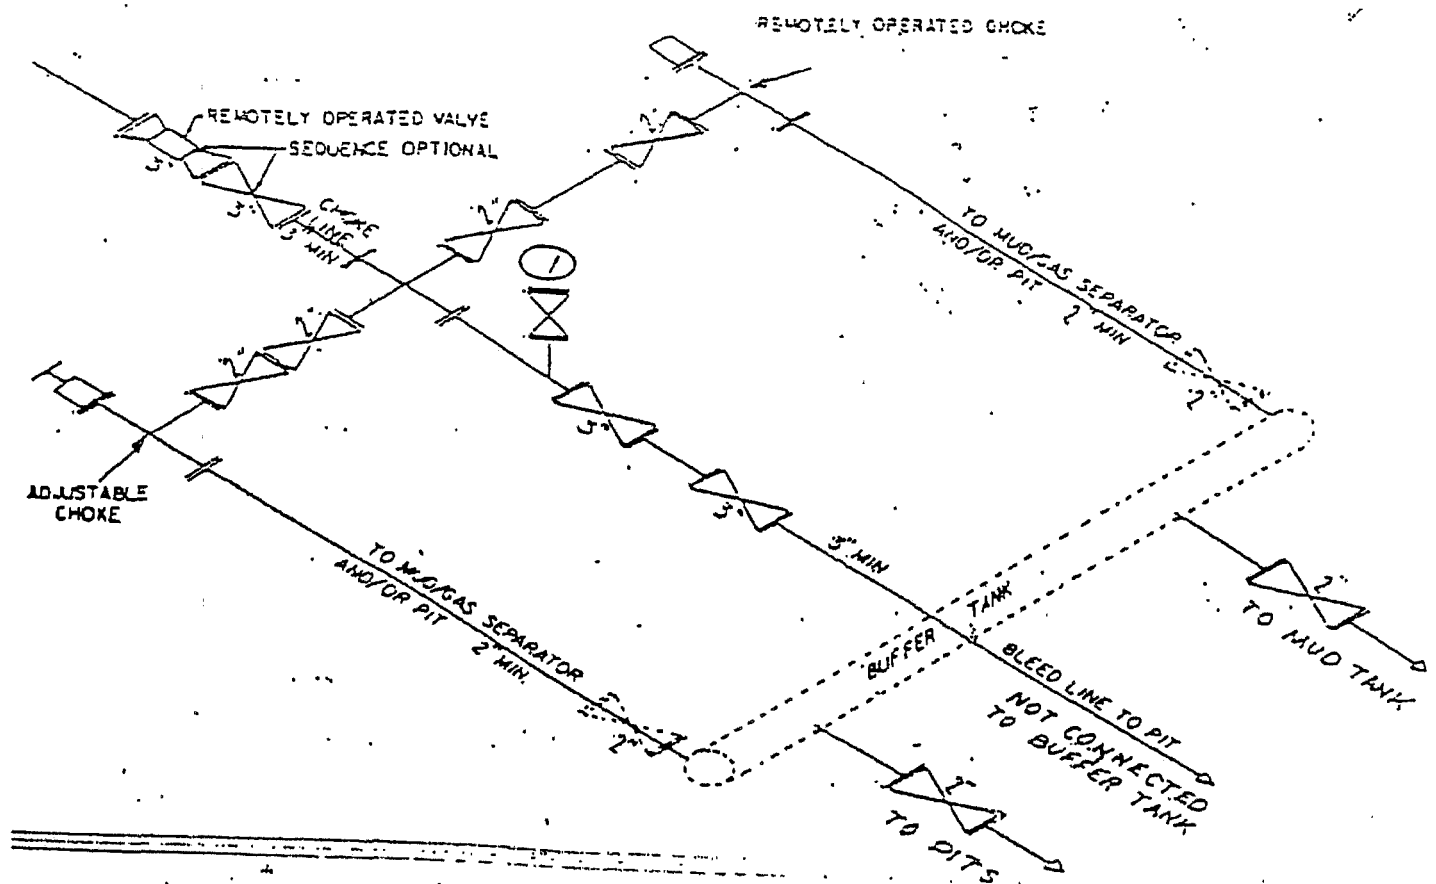 REMOTELY OPERATED CHOKE
REMOTELY OPERATED VALVE
SEQUENCE OPTIONAL
3"
3"
CHOKE
LINE
3 MIN
2"
2"
1
2"
2"
ADJUSTABLE
CHOKE
TO MUD/GAS SEPARATOR
AND/OR PIT
2" MIN
2"
3"
3"
3" MIN
TO MUD/GAS SEPARATOR
AND/OR PIT
2" MIN.
2"
BUFFER TANK
BLEED LINE TO PIT
NOT CONNECTED
TO BUFFER TANK
2"
TO MUD TANK
2"
TO PITS